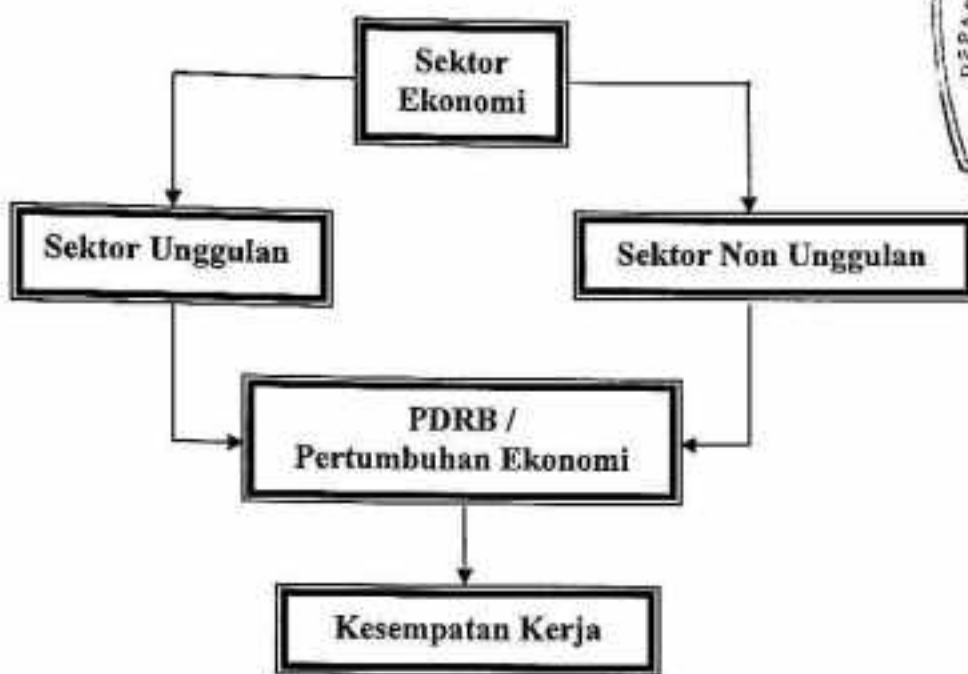 Sektor
Ekonomi
Sektor Unggulan
Sektor Non Unggulan
PDRB /
Pertumbuhan Ekonomi
Kesempatan Kerja